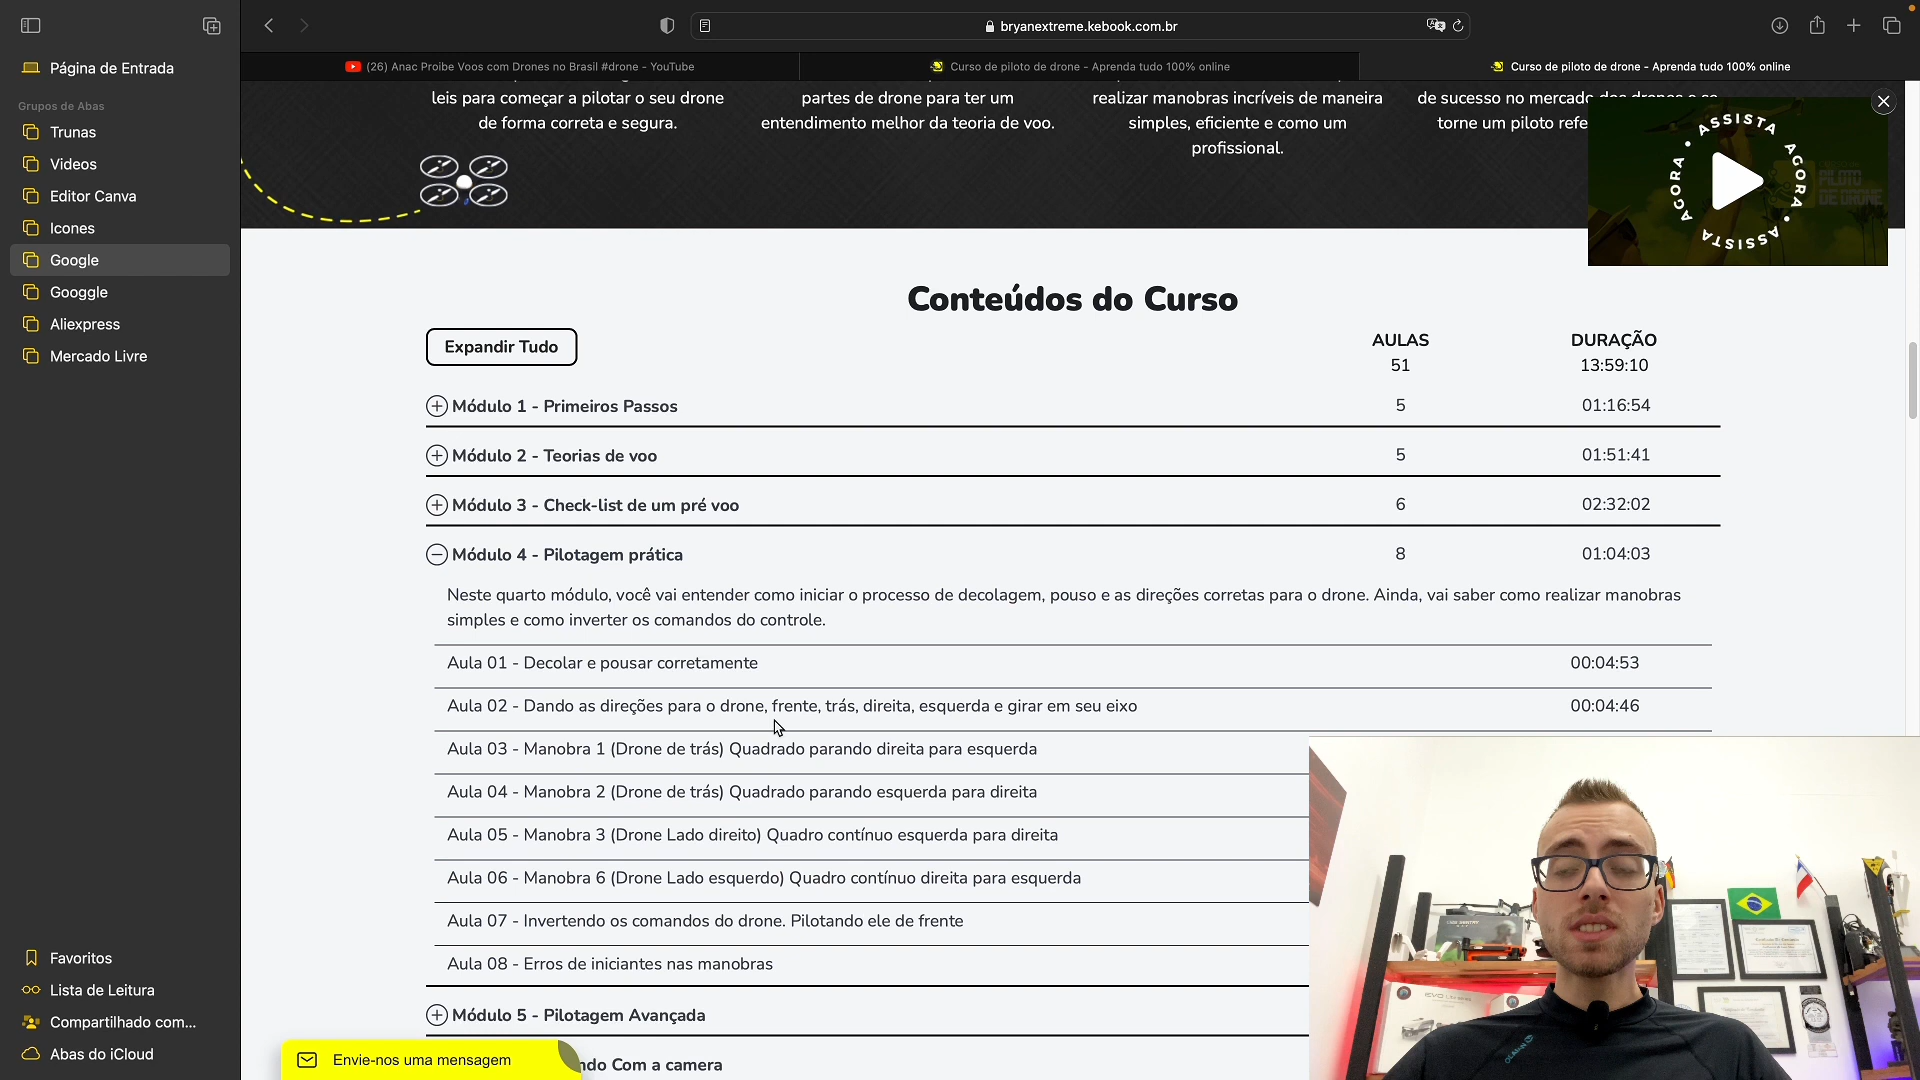 bryanextreme.kebook.com.br
(26) Anac Proibe Voos com Drones no Brasil #drone - YouTube
Curso de piloto de drone - Aprenda tudo 100% online
Curso de piloto de drone - Aprenda tudo 100% online
Página de Entrada
Grupos de Abas
Trunas
Videos
Editor Canva
Icones
Google
Googgle
Aliexpress
Mercado Livre
Favoritos
Lista de Leitura
Compartilhado com...
Abas do iCloud
leis para começar a pilotar o seu drone
de forma correta e segura.
partes de drone para ter um
entendimento melhor da teoria de voo.
realizar manobras incríveis de maneira
simples, eficiente e como um
profissional.
de sucesso no mercado dos drones e se
torne um piloto refe
ASSISTA AGORA • ASSISTA AGORA •
PILOTO
DE DRONE
Conteúdos do Curso
Expandir Tudo
AULAS
51
DURAÇÃO
13:59:10
Módulo 1 - Primeiros Passos 5 01:16:54
Módulo 2 - Teorias de voo 5 01:51:41
Módulo 3 - Check-list de um pré voo 6 02:32:02
Módulo 4 - Pilotagem prática 8 01:04:03
Neste quarto módulo, você vai entender como iniciar o processo de decolagem, pouso e as direções corretas para o drone. Ainda, vai saber como realizar manobras
simples e como inverter os comandos do controle.
Aula 01 - Decolar e pousar corretamente 00:04:53
Aula 02 - Dando as direções para o drone, frente, trás, direita, esquerda e girar em seu eixo 00:04:46
Aula 03 - Manobra 1 (Drone de trás) Quadrado parando direita para esquerda
Aula 04 - Manobra 2 (Drone de trás) Quadrado parando esquerda para direita
Aula 05 - Manobra 3 (Drone Lado direito) Quadro contínuo esquerda para direita
Aula 06 - Manobra 6 (Drone Lado esquerdo) Quadro contínuo direita para esquerda
Aula 07 - Invertendo os comandos do drone. Pilotando ele de frente
Aula 08 - Erros de iniciantes nas manobras
Módulo 5 - Pilotagem Avançada
ndo Com a camera
Envie-nos uma mensagem